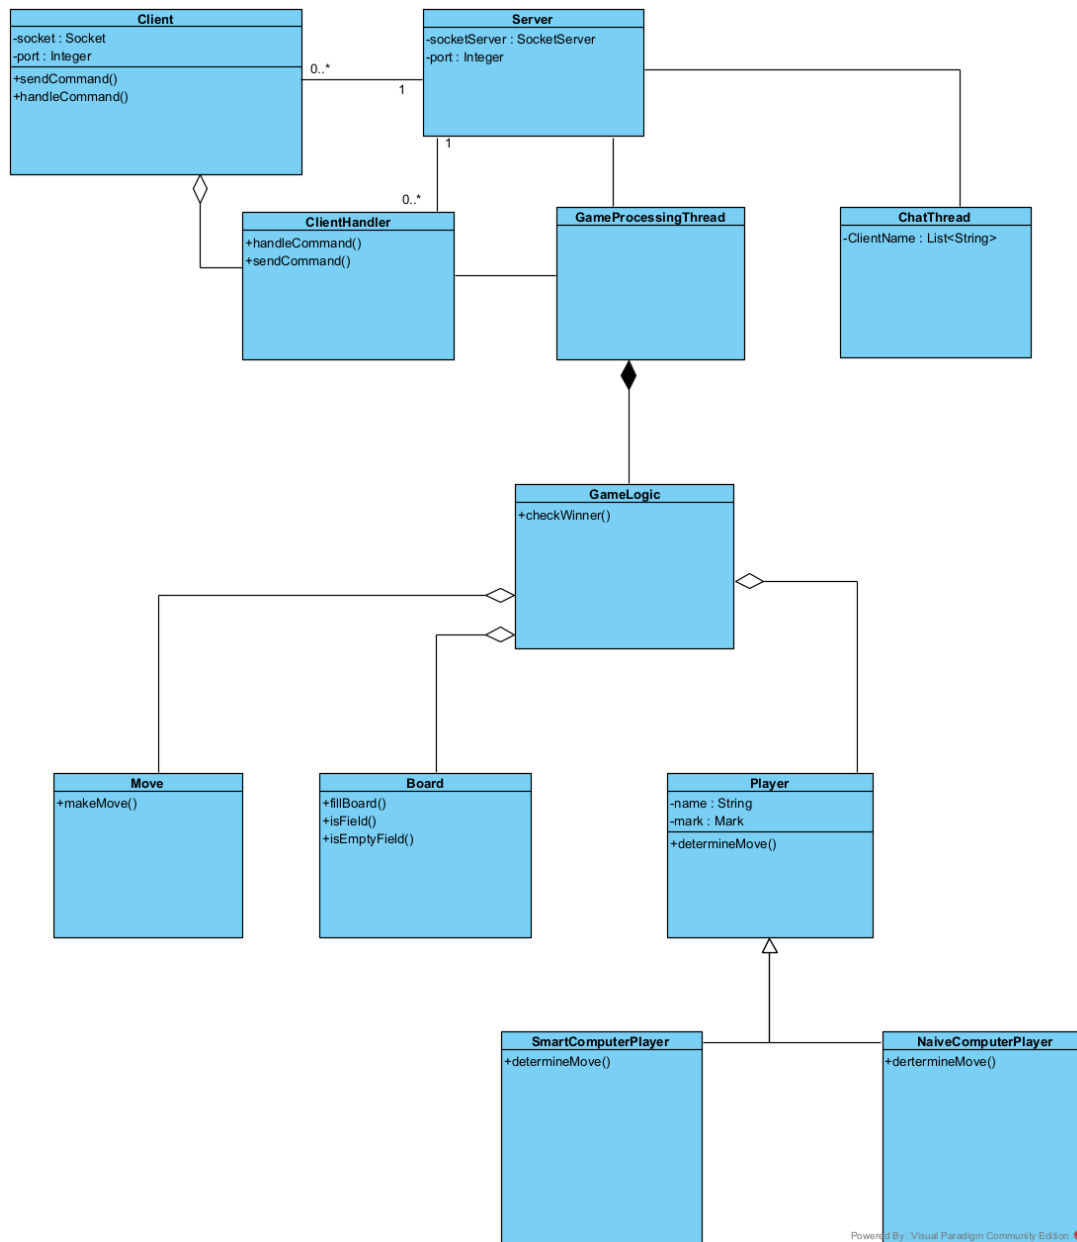 Client
-socket : Socket
-port : Integer
+sendCommand()
+handleCommand()
0..*
1
Server
-socketServer : SocketServer
-port : Integer
1
0..*
ClientHandler
+handleCommand()
+sendCommand()
GameProcessingThread
ChatThread
-ClientName : List<String>
GameLogic
+checkWinner()
Move
+makeMove()
Board
+fillBoard()
+isField()
+isEmptyField()
Player
-name : String
-mark : Mark
+determineMove()
SmartComputerPlayer
+determineMove()
NaiveComputerPlayer
+dertermineMove()
Powered By: Visual Paradigm Community Edition